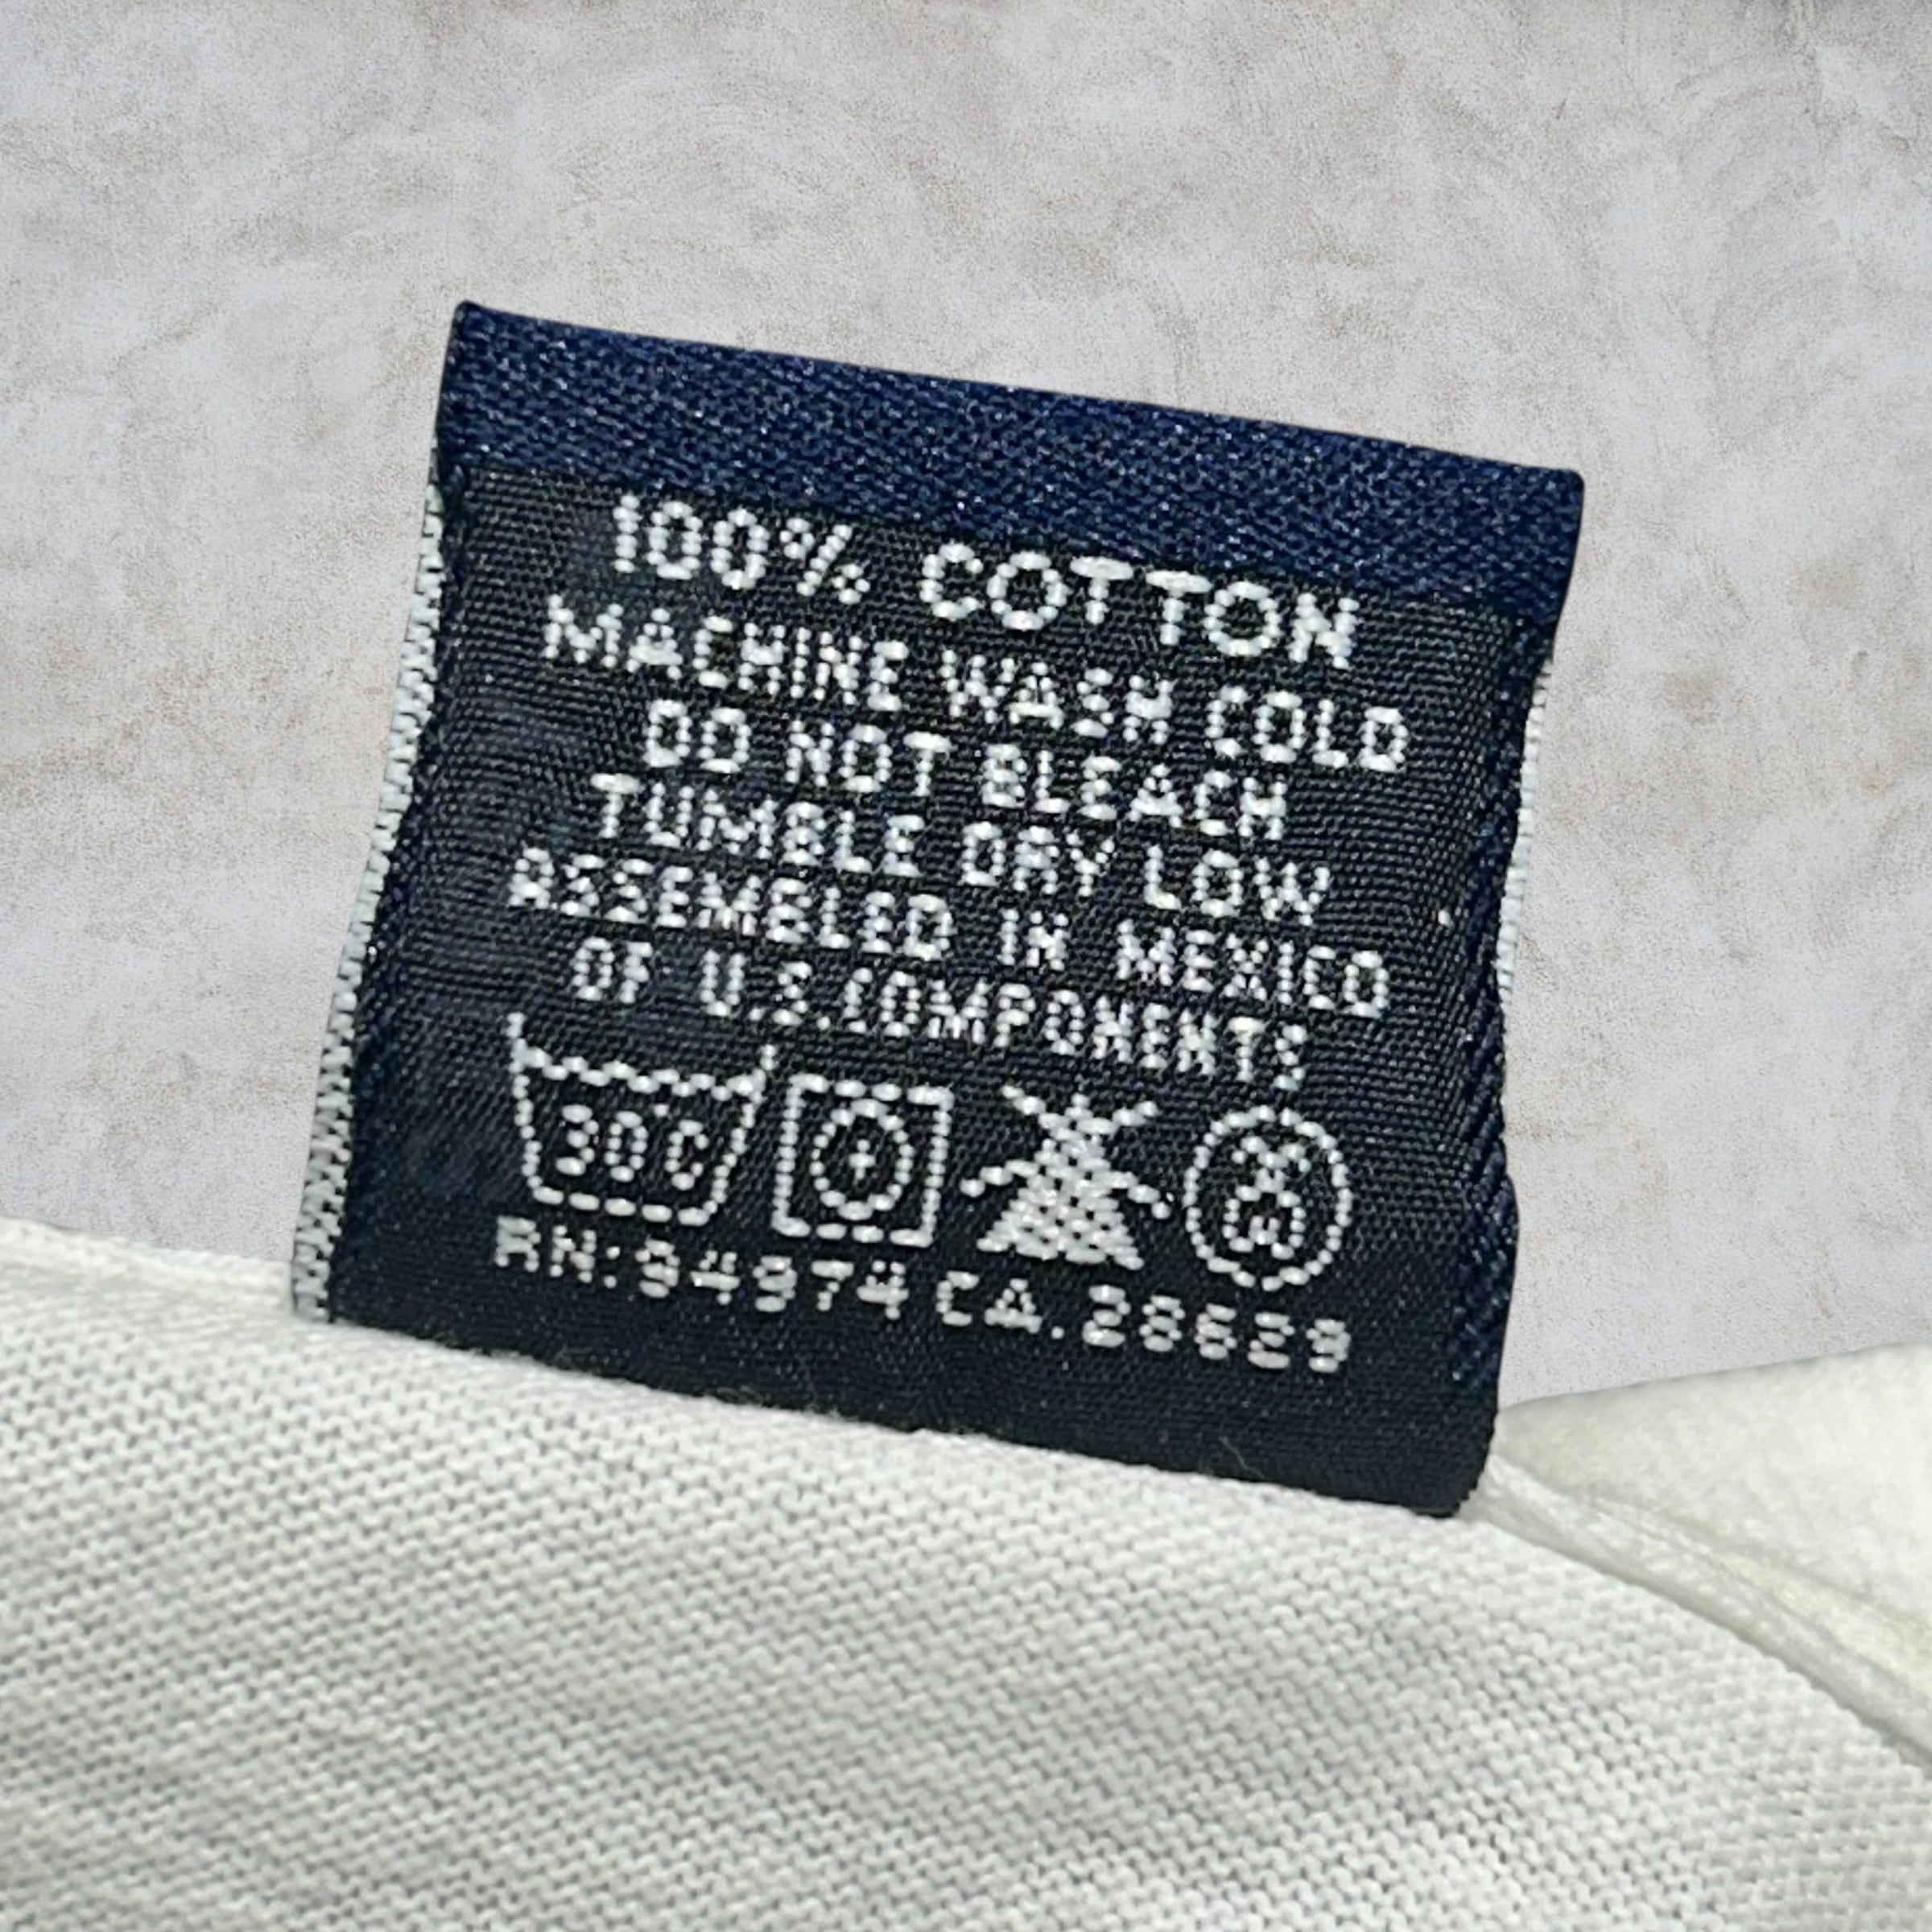 100% COTTON
MACHINE WASH COLD
DO NOT BLEACH
TUMBLE DRY LOW
ASSEMBLED IN MEXICO
OF U.S.COMPONENTS
30°C
RN:94974 CA.28629